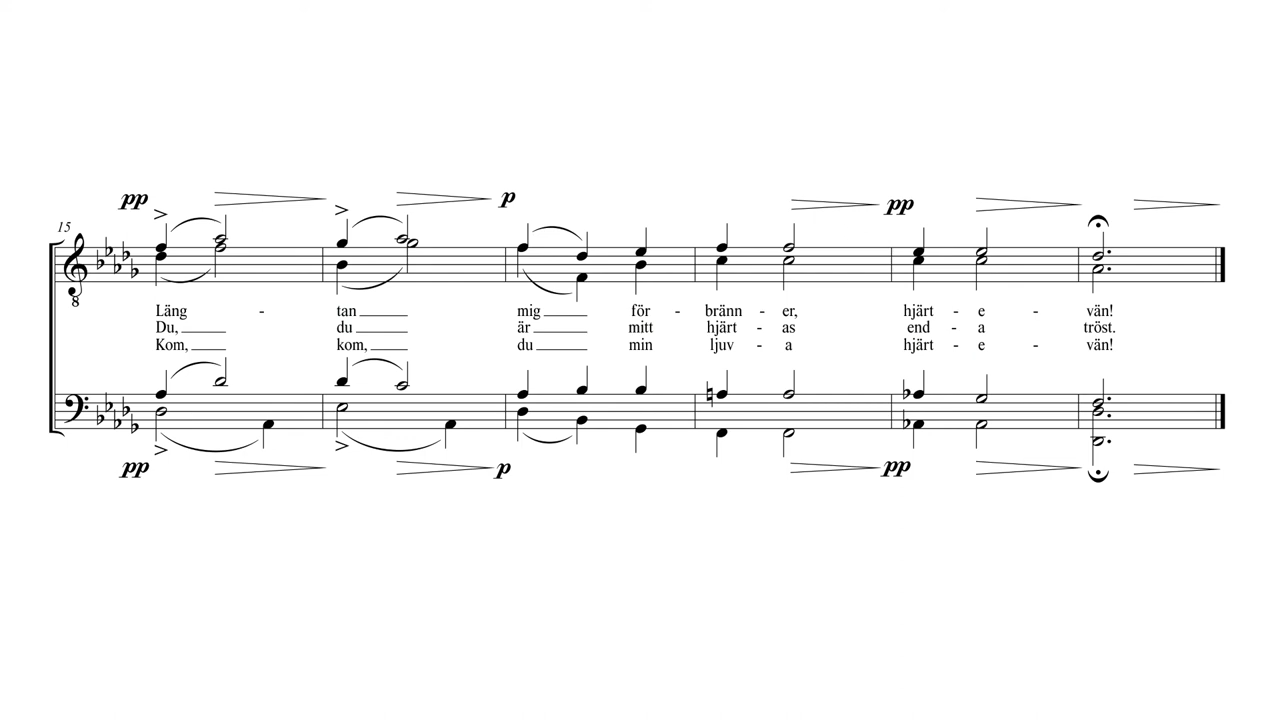 pp pp p pp
15
8
Läng - tan mig för - bränn - er, hjärt - e - vän!
Du, du är mitt hjärt - as end - a tröst.
Kom, kom, du min ljuv - a hjärt - e - vän!
pp p pp